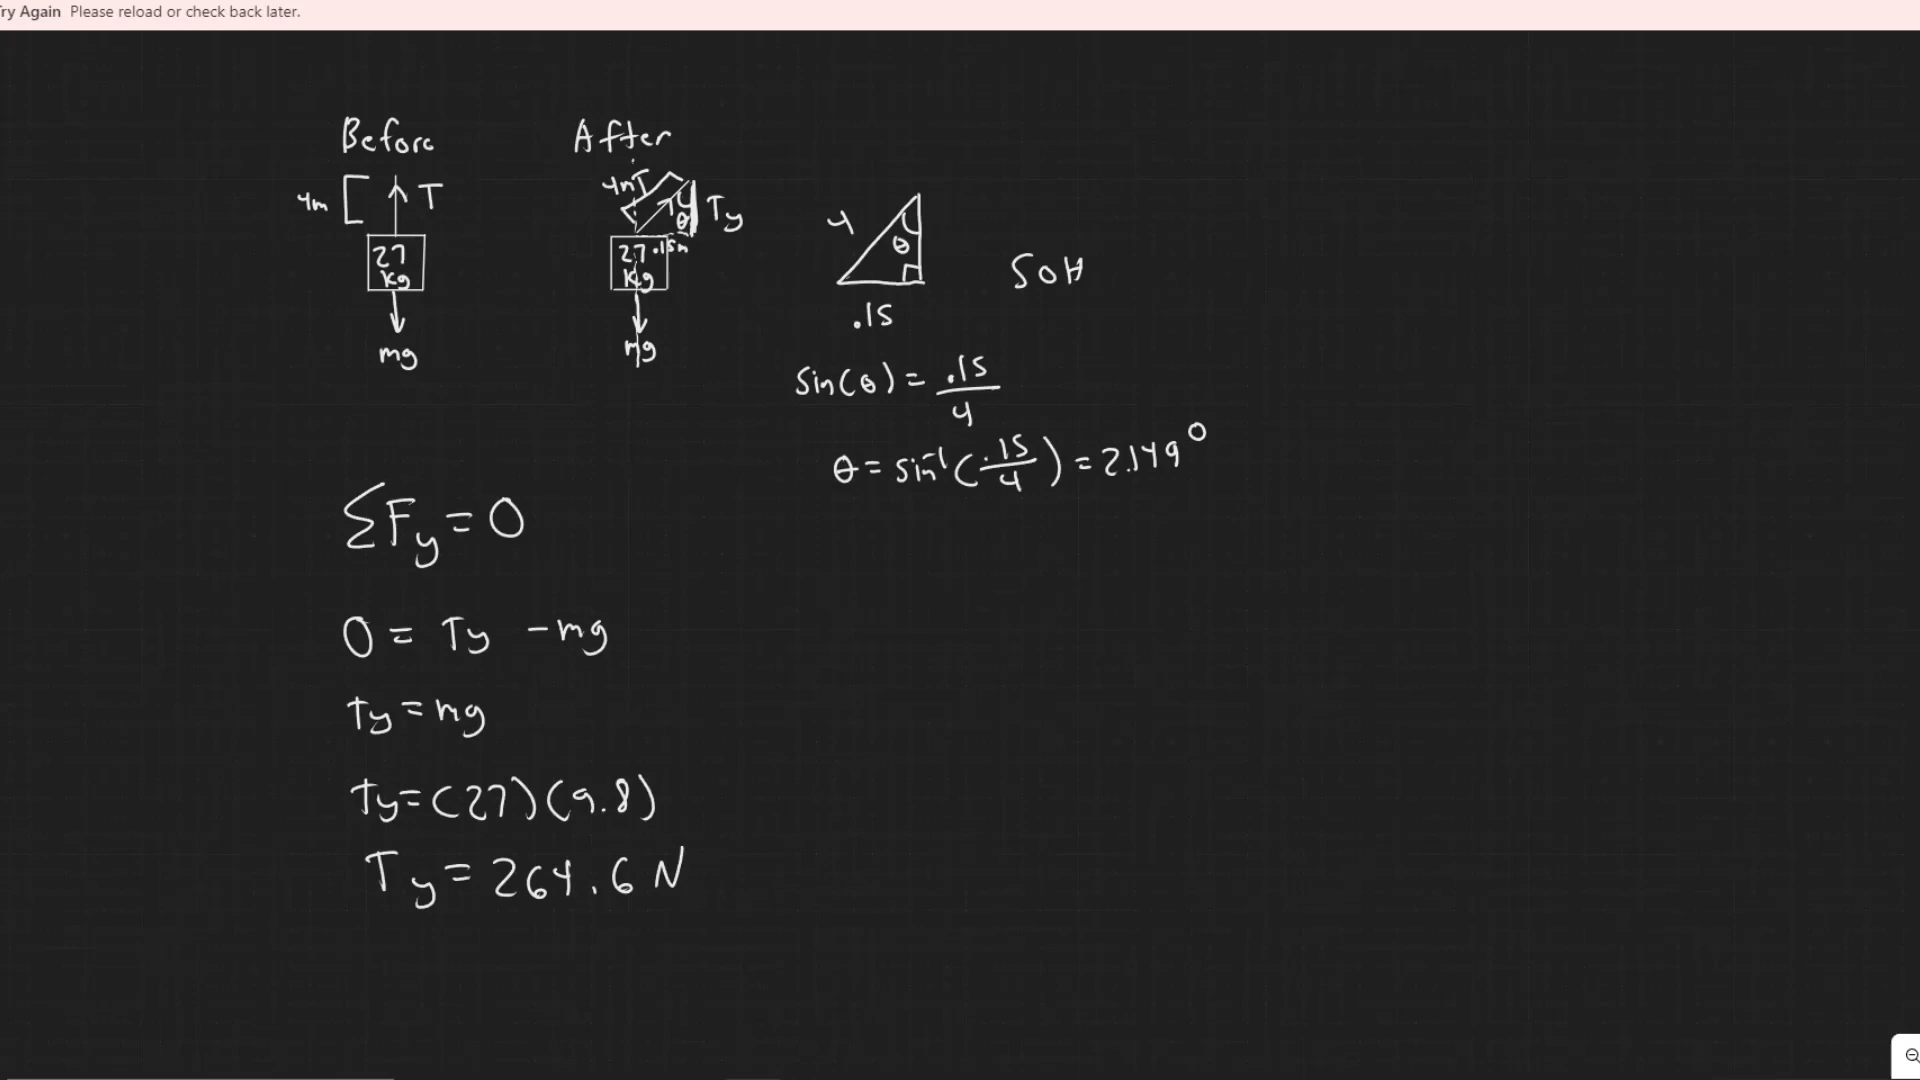 ry Again Please reload or check back later.
Before
4m
T
27
kg
mg
After
4m
T
θ
Ty
27
.15m
kg
mg
4
θ
.15
SOH
sin(θ) = .15/4
θ = sin⁻¹(.15/4) = 2.149°
ΣFy = 0
0 = Ty - mg
Ty = mg
Ty = (27)(9.8)
Ty = 264.6 N